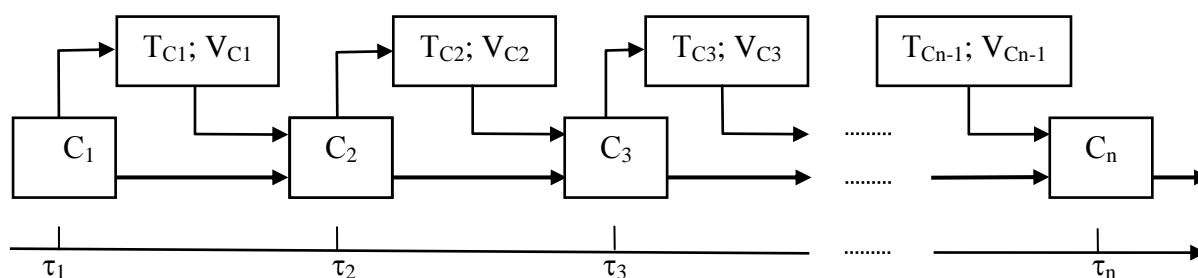 T_C1; V_C1 T_C2; V_C2 T_C3; V_C3 T_Cn-1; V_Cn-1
C_1 C_2 C_3 ......... C_n
.........
τ_1 τ_2 τ_3 ......... τ_n